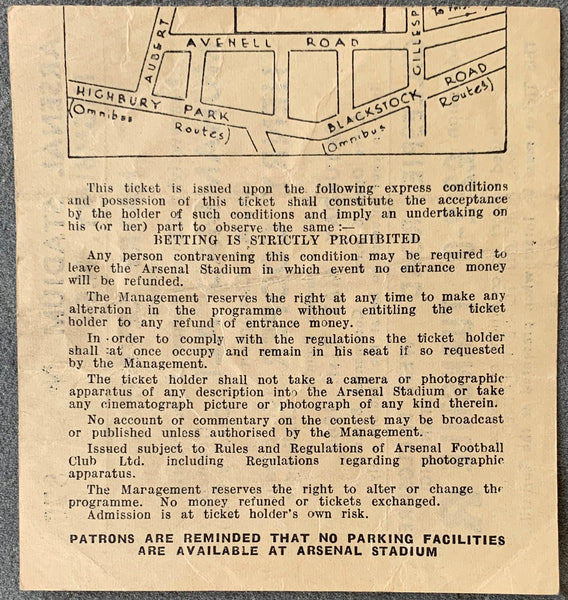 To
AUBERT
AVENELL ROAD
GILLESP
HIGHBURY PARK
(Omnibus Routes)
BLACKSTOCK ROAD
(Omnibus Routes)
This ticket is issued upon the following express conditions
and possession of this ticket shall constitute the acceptance
by the holder of such conditions and imply an undertaking on
his (or her) part to observe the same :—
BETTING IS STRICTLY PROHIBITED
Any person contravening this condition may be required to
leave the Arsenal Stadium in which event no entrance money
will be refunded.
The Management reserves the right at any time to make any
alteration in the programme without entitling the ticket
holder to any refund of entrance money.
In order to comply with the regulations the ticket holder
shall at once occupy and remain in his seat if so requested
by the Management.
The ticket holder shall not take a camera or photographic
apparatus of any description into the Arsenal Stadium or take
any cinematograph picture or photograph of any kind therein.
No account or commentary on the contest may be broadcast
or published unless authorised by the Management.
Issued subject to Rules and Regulations of Arsenal Football
Club Ltd. including Regulations regarding photographic
apparatus.
The Management reserves the right to alter or change the
programme. No money refunded or tickets exchanged.
Admission is at ticket holder's own risk.
PATRONS ARE REMINDED THAT NO PARKING FACILITIES
ARE AVAILABLE AT ARSENAL STADIUM